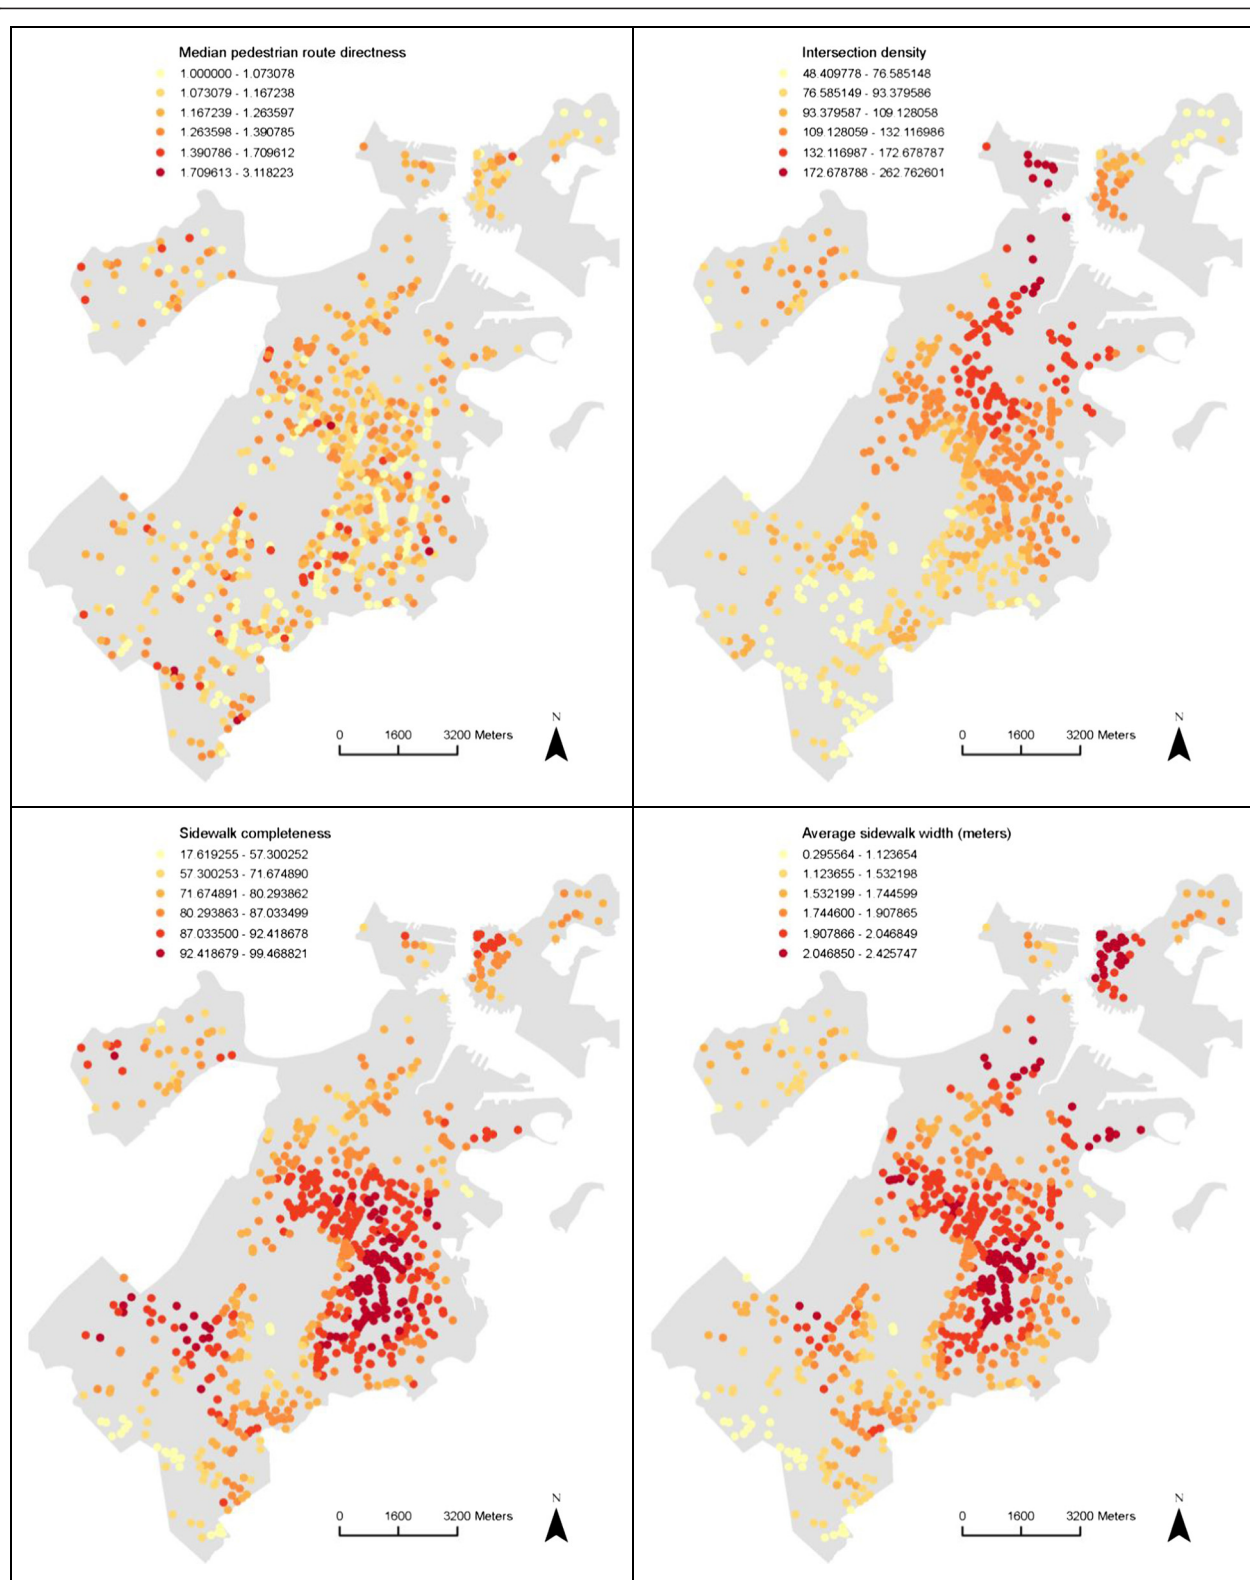 Median pedestrian route directness
1.000000 - 1.073078
1.073079 - 1.167238
1.167239 - 1.263597
1.263598 - 1.390785
1.390786 - 1.709612
1.709613 - 3.118223
N
0 1600 3200 Meters
Intersection density
48.409778 - 76.585148
76.585149 - 93.379586
93.379587 - 109.128058
109.128059 - 132.116986
132.116987 - 172.678787
172.678788 - 262.762601
N
0 1600 3200 Meters
Sidewalk completeness
17.619255 - 57.300252
57.300253 - 71.674890
71.674891 - 80.293862
80.293863 - 87.033499
87.033500 - 92.418678
92.418679 - 99.468821
N
0 1600 3200 Meters
Average sidewalk width (meters)
0.295564 - 1.123654
1.123655 - 1.532198
1.532199 - 1.744599
1.744600 - 1.907865
1.907866 - 2.046849
2.046850 - 2.425747
N
0 1600 3200 Meters